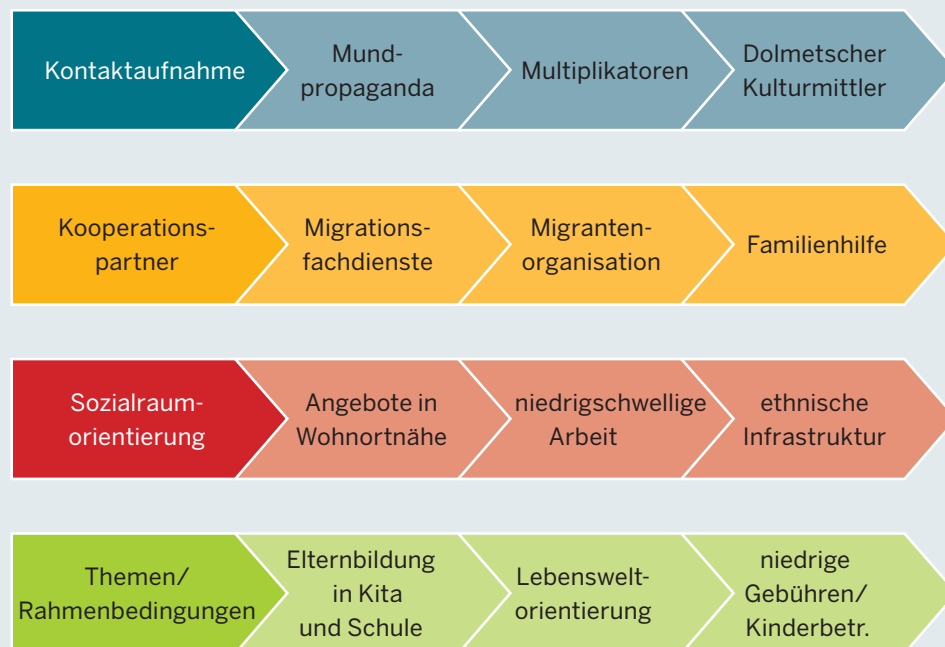 Kontaktaufnahme
Mund-
propaganda
Multiplikatoren
Dolmetscher
Kulturmittler
Kooperations-
partner
Migrations-
fachdienste
Migranten-
organisation
Familienhilfe
Sozialraum-
orientierung
Angebote in
Wohnortnähe
niedrigschwellige
Arbeit
ethnische
Infrastruktur
Themen/
Rahmenbedingungen
Elternbildung
in Kita
und Schule
Lebenswelt-
orientierung
niedrige
Gebühren/
Kinderbetr.